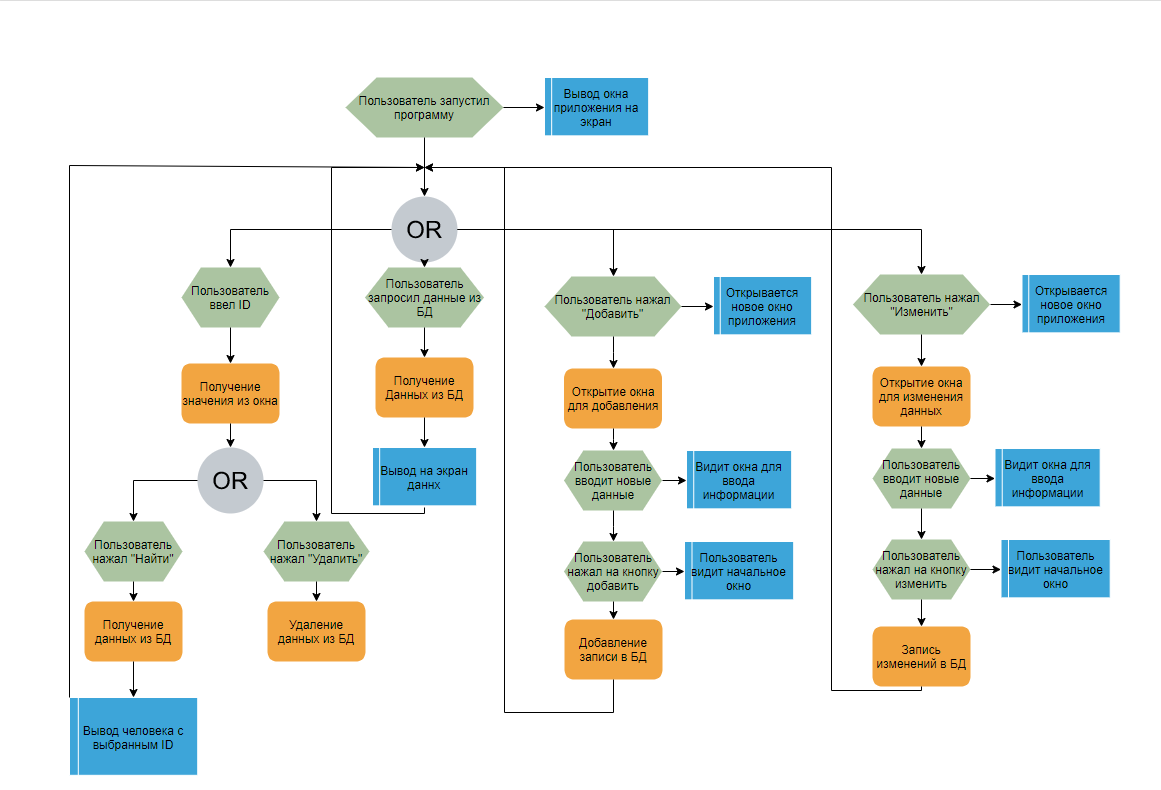 Пользователь запустил
программу
Вывод окна
приложения на
экран
OR
Пользователь
ввел ID
Пользователь
запросил данные из
БД
Пользователь нажал
"Добавить"
Открывается
новое окно
приложения
Пользователь нажал
"Изменить"
Открывается
новое окно
приложения
Получение
значения из окна
Получение
Данных из БД
Открытие окна
для добавления
Открытие окна
для изменения
данных
OR
Вывод на экран
даннх
Пользователь
вводит новые
данные
Видит окна для
ввода
информации
Пользователь
вводит новые
данные
Видит окна для
ввода
информации
Пользователь
нажал "Найти"
Пользователь
нажал "Удалить"
Пользователь
нажал на кнопку
добавить
Пользователь
видит начальное
окно
Пользователь
нажал на кнопку
изменить
Пользователь
видит начальное
окно
Получение
данных из БД
Удаление
данных из БД
Добавление
записи в БД
Запись
изменений в БД
Вывод человека с
выбранным ID